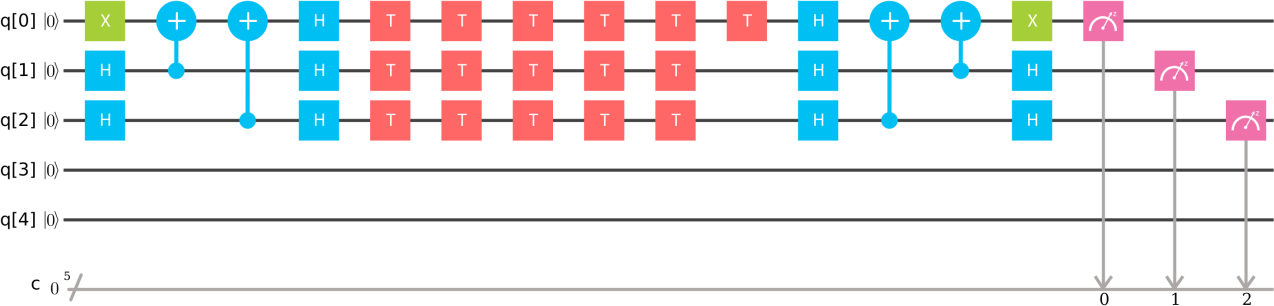 q[0] |0⟩ X + + H T T T T T T H + + X z
q[1] |0⟩ H H T T T T T H H z
q[2] |0⟩ H H T T T T T H H z
q[3] |0⟩
q[4] |0⟩
c 0 5
0 1 2